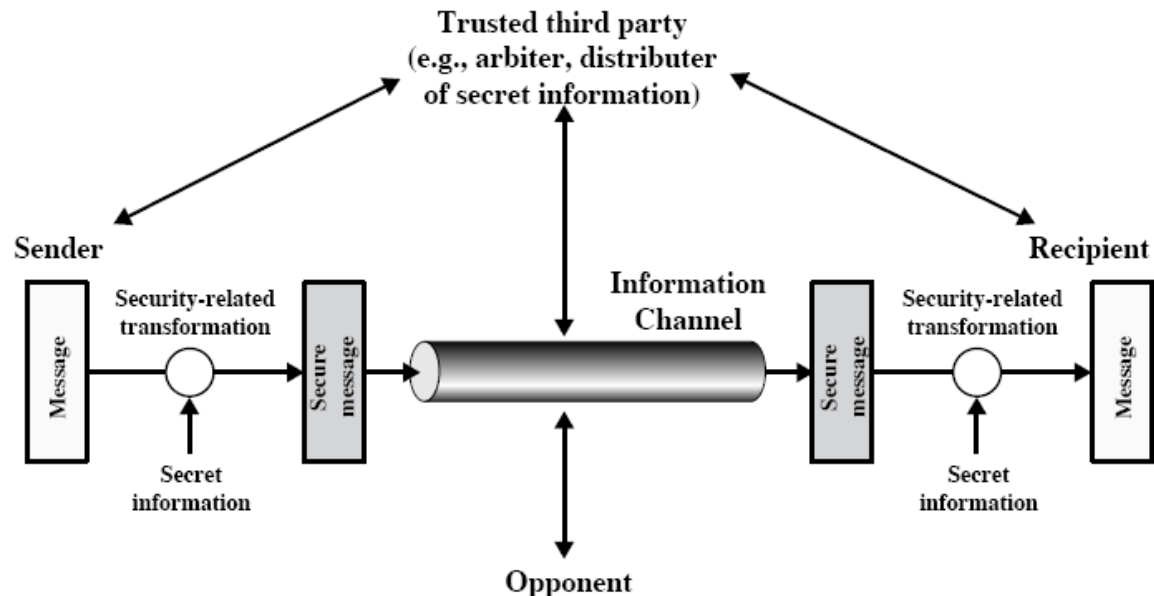 Trusted third party
(e.g., arbiter, distributer
of secret information)
Sender
Recipient
Security-related
transformation
Information
Channel
Security-related
transformation
Message
Secure
message
Secure
message
Message
Secret
information
Secret
information
Opponent